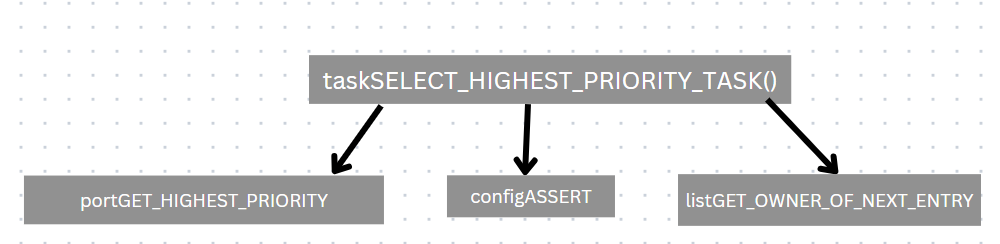 taskSELECT_HIGHEST_PRIORITY_TASK()
portGET_HIGHEST_PRIORITY
configASSERT
listGET_OWNER_OF_NEXT_ENTRY